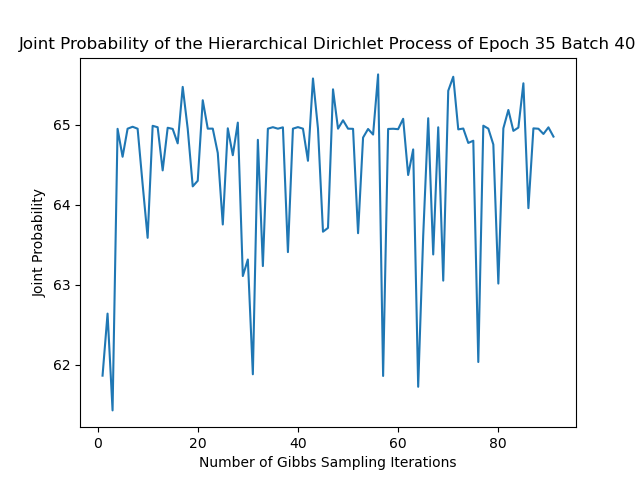 Joint Probability of the Hierarchical Dirichlet Process of Epoch 35 Batch 40
65
64
63
62
Joint Probability
0 20 40 60 80
Number of Gibbs Sampling Iterations